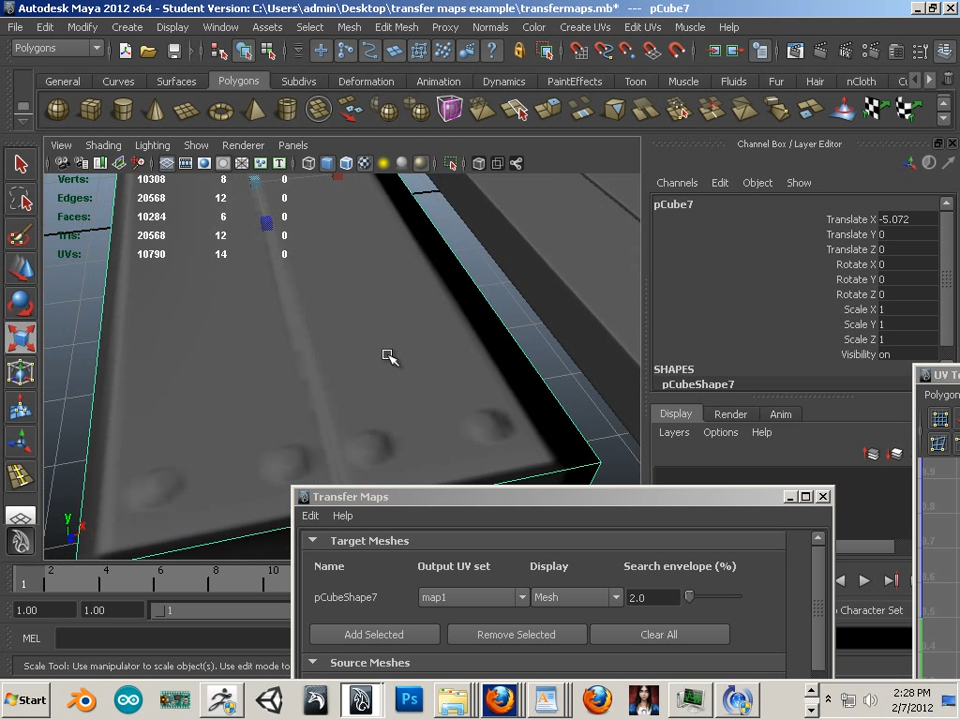 Autodesk Maya 2012 x64 - Student Version: C:\Users\admin\Desktop\transfer maps example\transfermaps.mb* --- pCube7
File Edit Modify Create Display Window Assets Select Mesh Edit Mesh Proxy Normals Color Create UVs Edit UVs Muscle Help
Polygons
General Curves Surfaces Polygons Subdivs Deformation Animation Dynamics PaintEffects Toon Muscle Fluids Fur Hair nCloth
View Shading Lighting Show Renderer Panels
Channel Box / Layer Editor
Verts: 10308 8 0
Edges: 20568 12 0
Faces: 10284 6 0
Tris: 20568 12 0
UVs: 10790 14 0
Channels Edit Object Show
pCube7
Translate X -5.072
Translate Y 0
Translate Z 0
Rotate X 0
Rotate Y 0
Rotate Z 0
Scale X 1
Scale Y 1
Scale Z 1
Visibility on
SHAPES
pCubeShape7
UV
Polygon
Display Render Anim
Layers Options Help
y
x
Transfer Maps
Edit Help
Target Meshes
Name Output UV set Display Search envelope (%)
pCubeShape7 map1 Mesh 2.0
Add Selected Remove Selected Clear All
Source Meshes
1 2 4 6 8 10
1.00 1.00 1
Character Set
MEL
Scale Tool: Use manipulator to scale object(s). Use edit mode to
Start
Ps
2:28 PM
2/7/2012